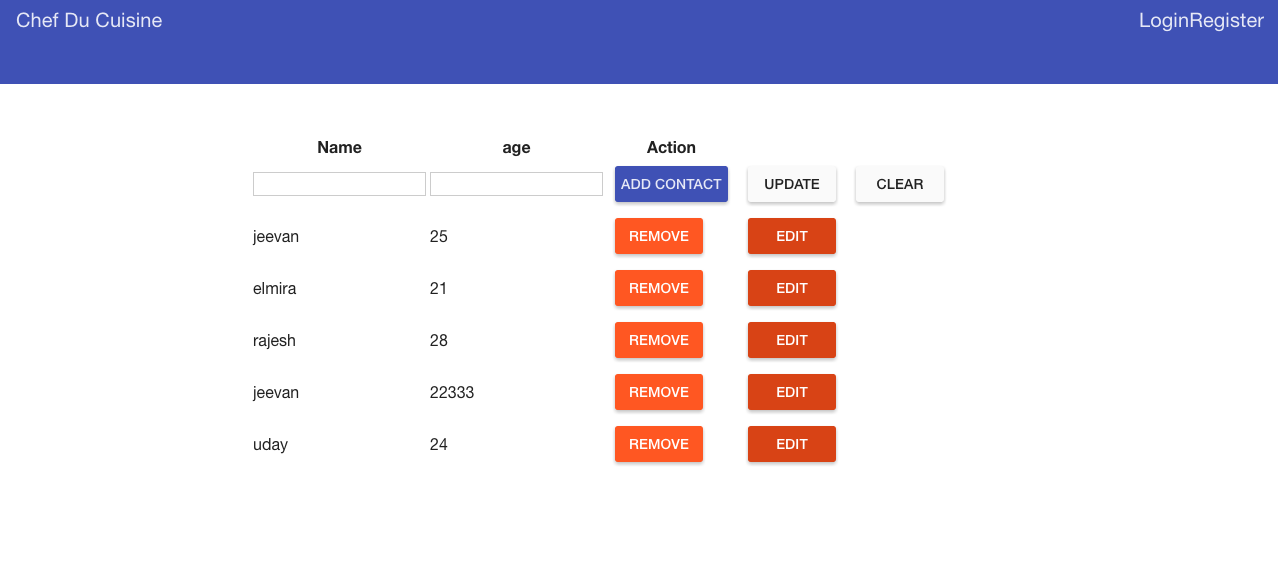 Chef Du Cuisine LoginRegister
Name age Action
ADD CONTACT UPDATE CLEAR
jeevan 25 REMOVE EDIT
elmira 21 REMOVE EDIT
rajesh 28 REMOVE EDIT
jeevan 22333 REMOVE EDIT
uday 24 REMOVE EDIT